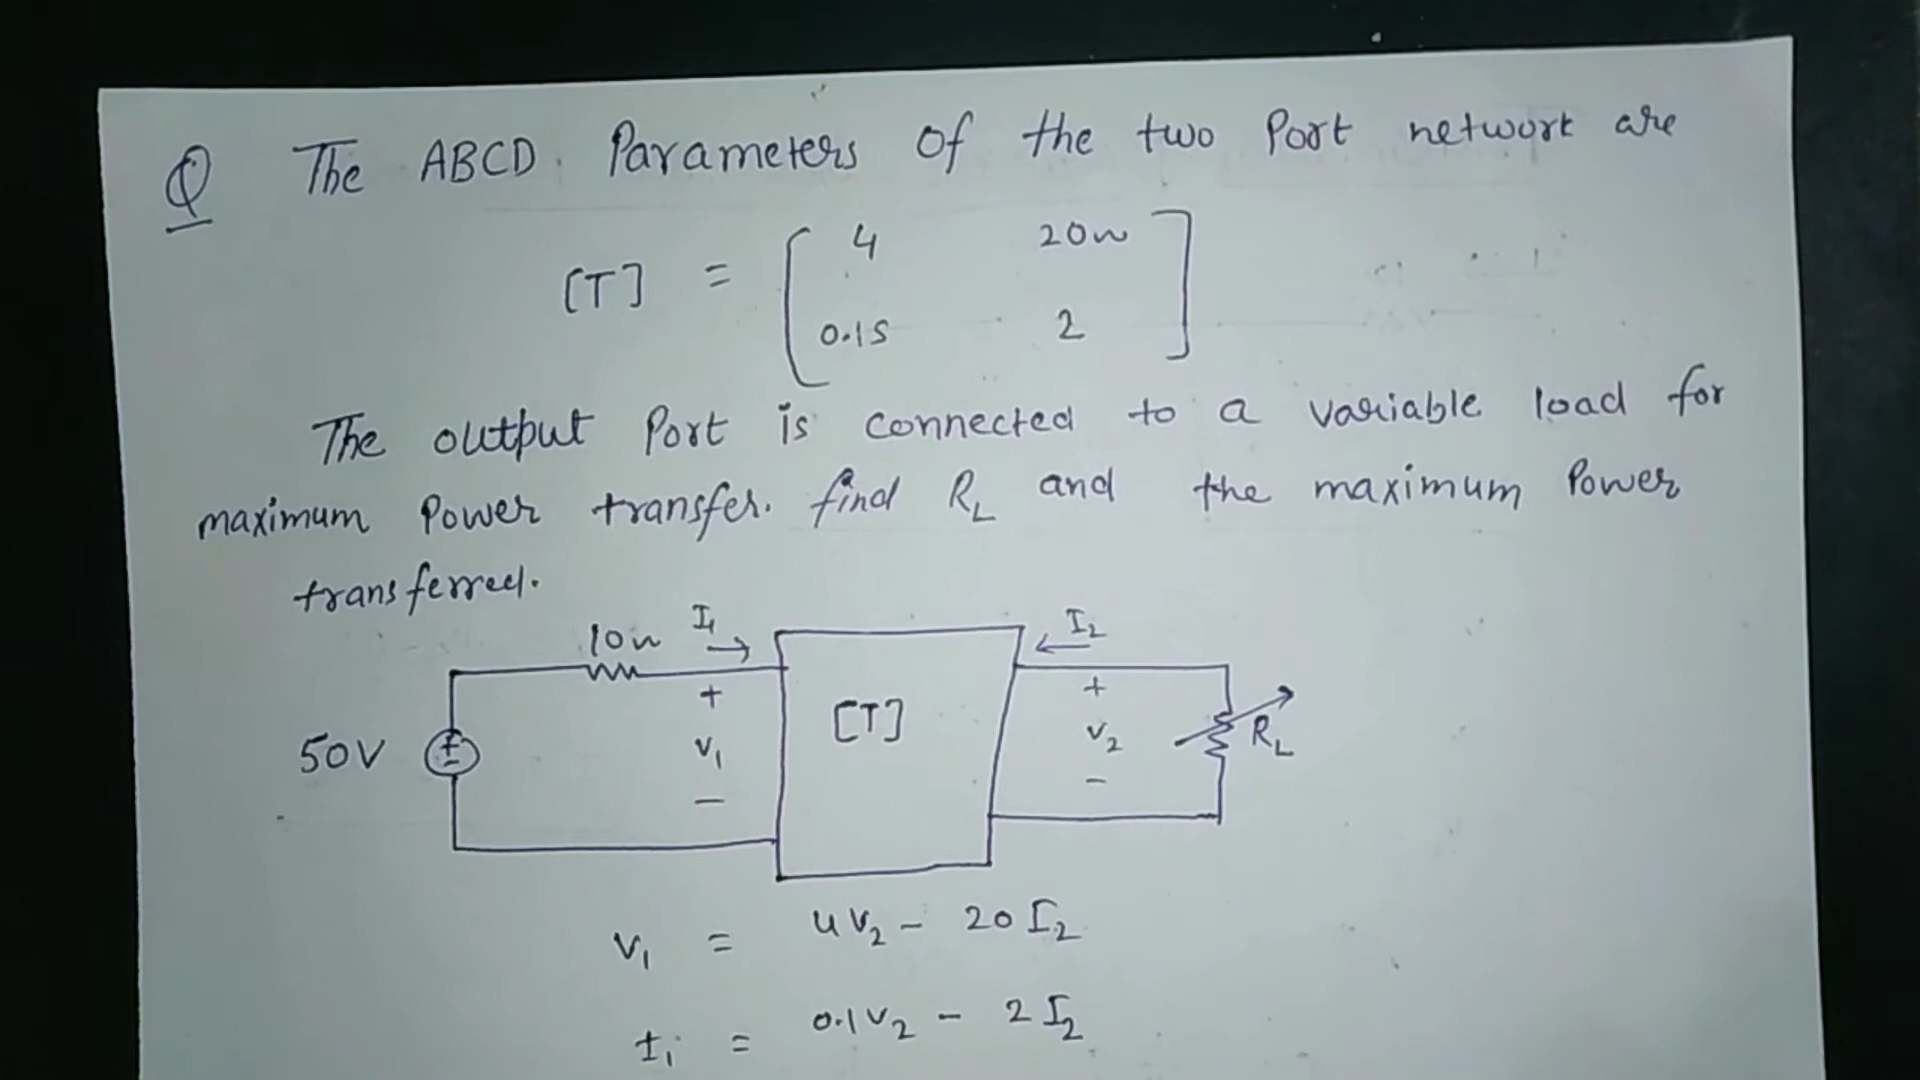 Q The ABCD Parameters of the two Port network are
[T] = [ 4 20Ω
0.1S 2 ]
The output Port is connected to a variable load for
maximum Power transfer. find R_L and the maximum Power
transferred.
10Ω I₁ I₂
+ +
50V + - V₁ [T] V₂ R_L
- -
V₁ = 4V₂ - 20I₂
I₁ = 0.1V₂ - 2I₂